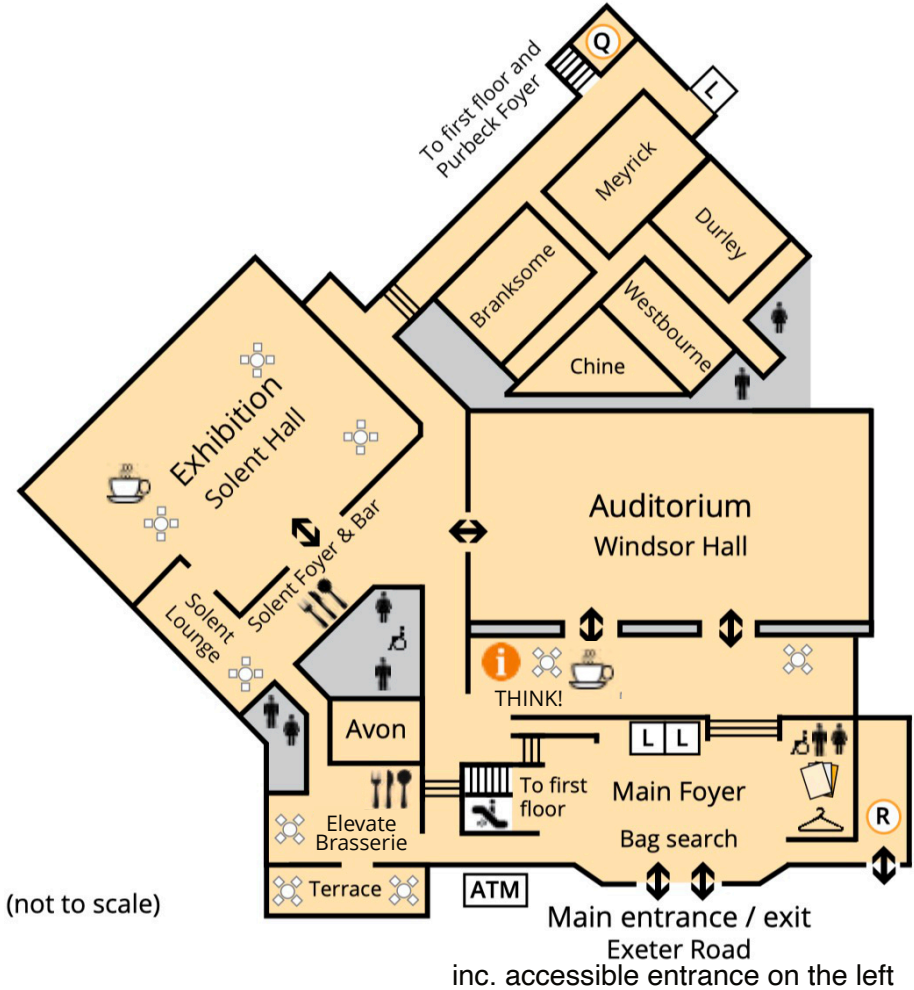 Q
To first floor and
Purbeck Foyer
L
Meyrick
Durley
Branksome
Westbourne
Chine
Exhibition
Solent Hall
Auditorium
Windsor Hall
Solent Foyer & Bar
Solent
Lounge
i
THINK!
Avon
L L
To first
floor
Main Foyer
R
Elevate
Brasserie
Bag search
Terrace
ATM
(not to scale)
Main entrance / exit
Exeter Road
inc. accessible entrance on the left